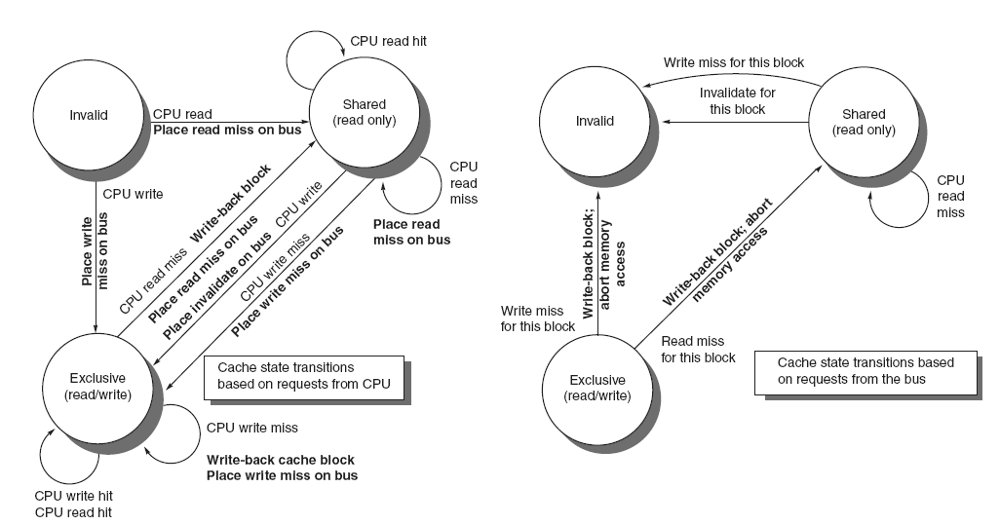 CPU read hit
Invalid
CPU read
Place read miss on bus
Shared
(read only)
CPU write
Place write
miss on bus
CPU
read
miss
Place read
miss on bus
CPU read miss
Write-back block
Place read miss on bus
Place invalidate on bus
CPU write
CPU write miss
Place write miss on bus
Exclusive
(read/write)
Cache state transitions
based on requests from CPU
CPU write miss
Write-back cache block
Place write miss on bus
CPU write hit
CPU read hit
Write miss for this block
Invalid
Invalidate for
this block
Shared
(read only)
CPU
read
miss
Write-back block;
abort memory
access
Write-back block; abort
memory access
Write miss
for this block
Read miss
for this block
Exclusive
(read/write)
Cache state transitions based
on requests from the bus